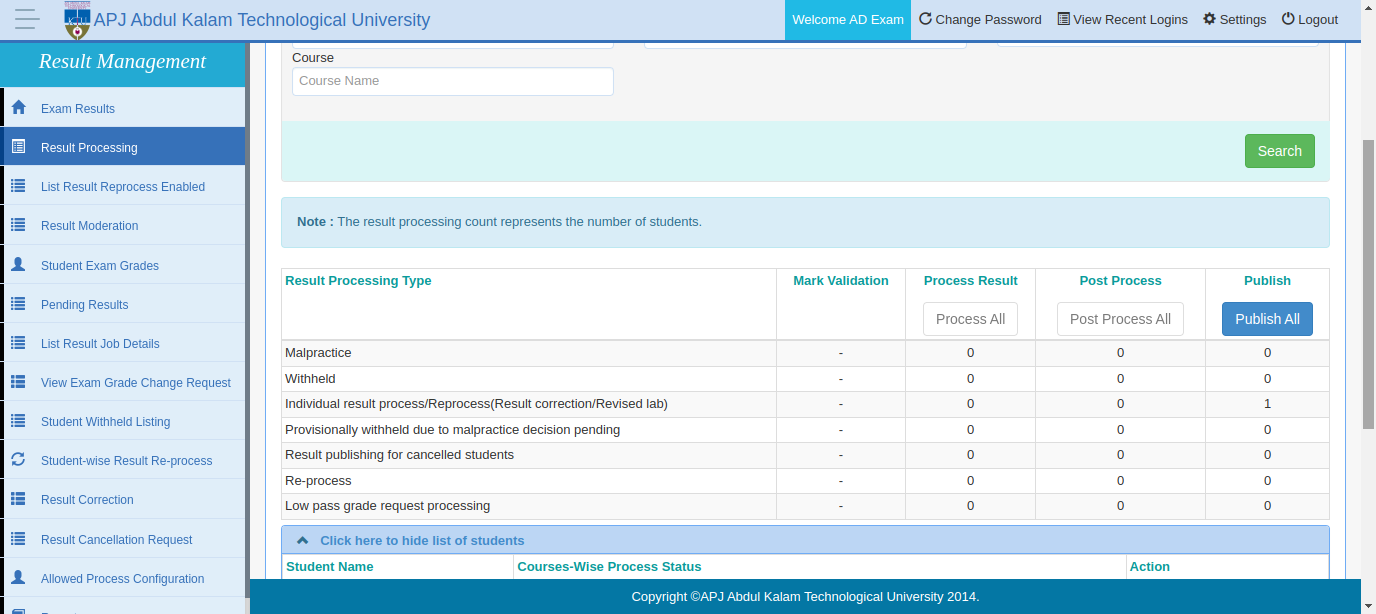 APJ Abdul Kalam Technological University
Welcome AD Exam Change Password View Recent Logins Settings Logout
Result Management
Exam Results
Result Processing
List Result Reprocess Enabled
Result Moderation
Student Exam Grades
Pending Results
List Result Job Details
View Exam Grade Change Request
Student Withheld Listing
Student-wise Result Re-process
Result Correction
Result Cancellation Request
Allowed Process Configuration
Course
Course Name
Search
Note : The result processing count represents the number of students.
Result Processing Type Mark Validation Process Result Post Process Publish
Process All Post Process All Publish All
Malpractice - 0 0 0
Withheld - 0 0 0
Individual result process/Reprocess(Result correction/Revised lab) - 0 0 1
Provisionally withheld due to malpractice decision pending - 0 0 0
Result publishing for cancelled students - 0 0 0
Re-process - 0 0 0
Low pass grade request processing - 0 0 0
Click here to hide list of students
Student Name Courses-Wise Process Status Action
Copyright ©APJ Abdul Kalam Technological University 2014.